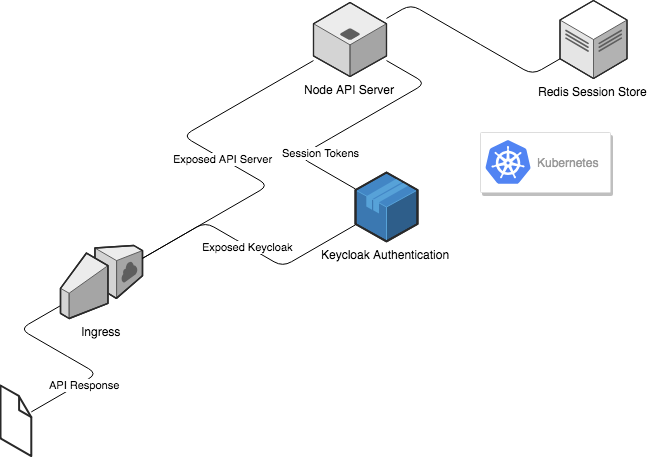 Node API Server
Redis Session Store
Exposed API Server
Session Tokens
Kubernetes
Exposed Keycloak
Keycloak Authentication
Ingress
API Response